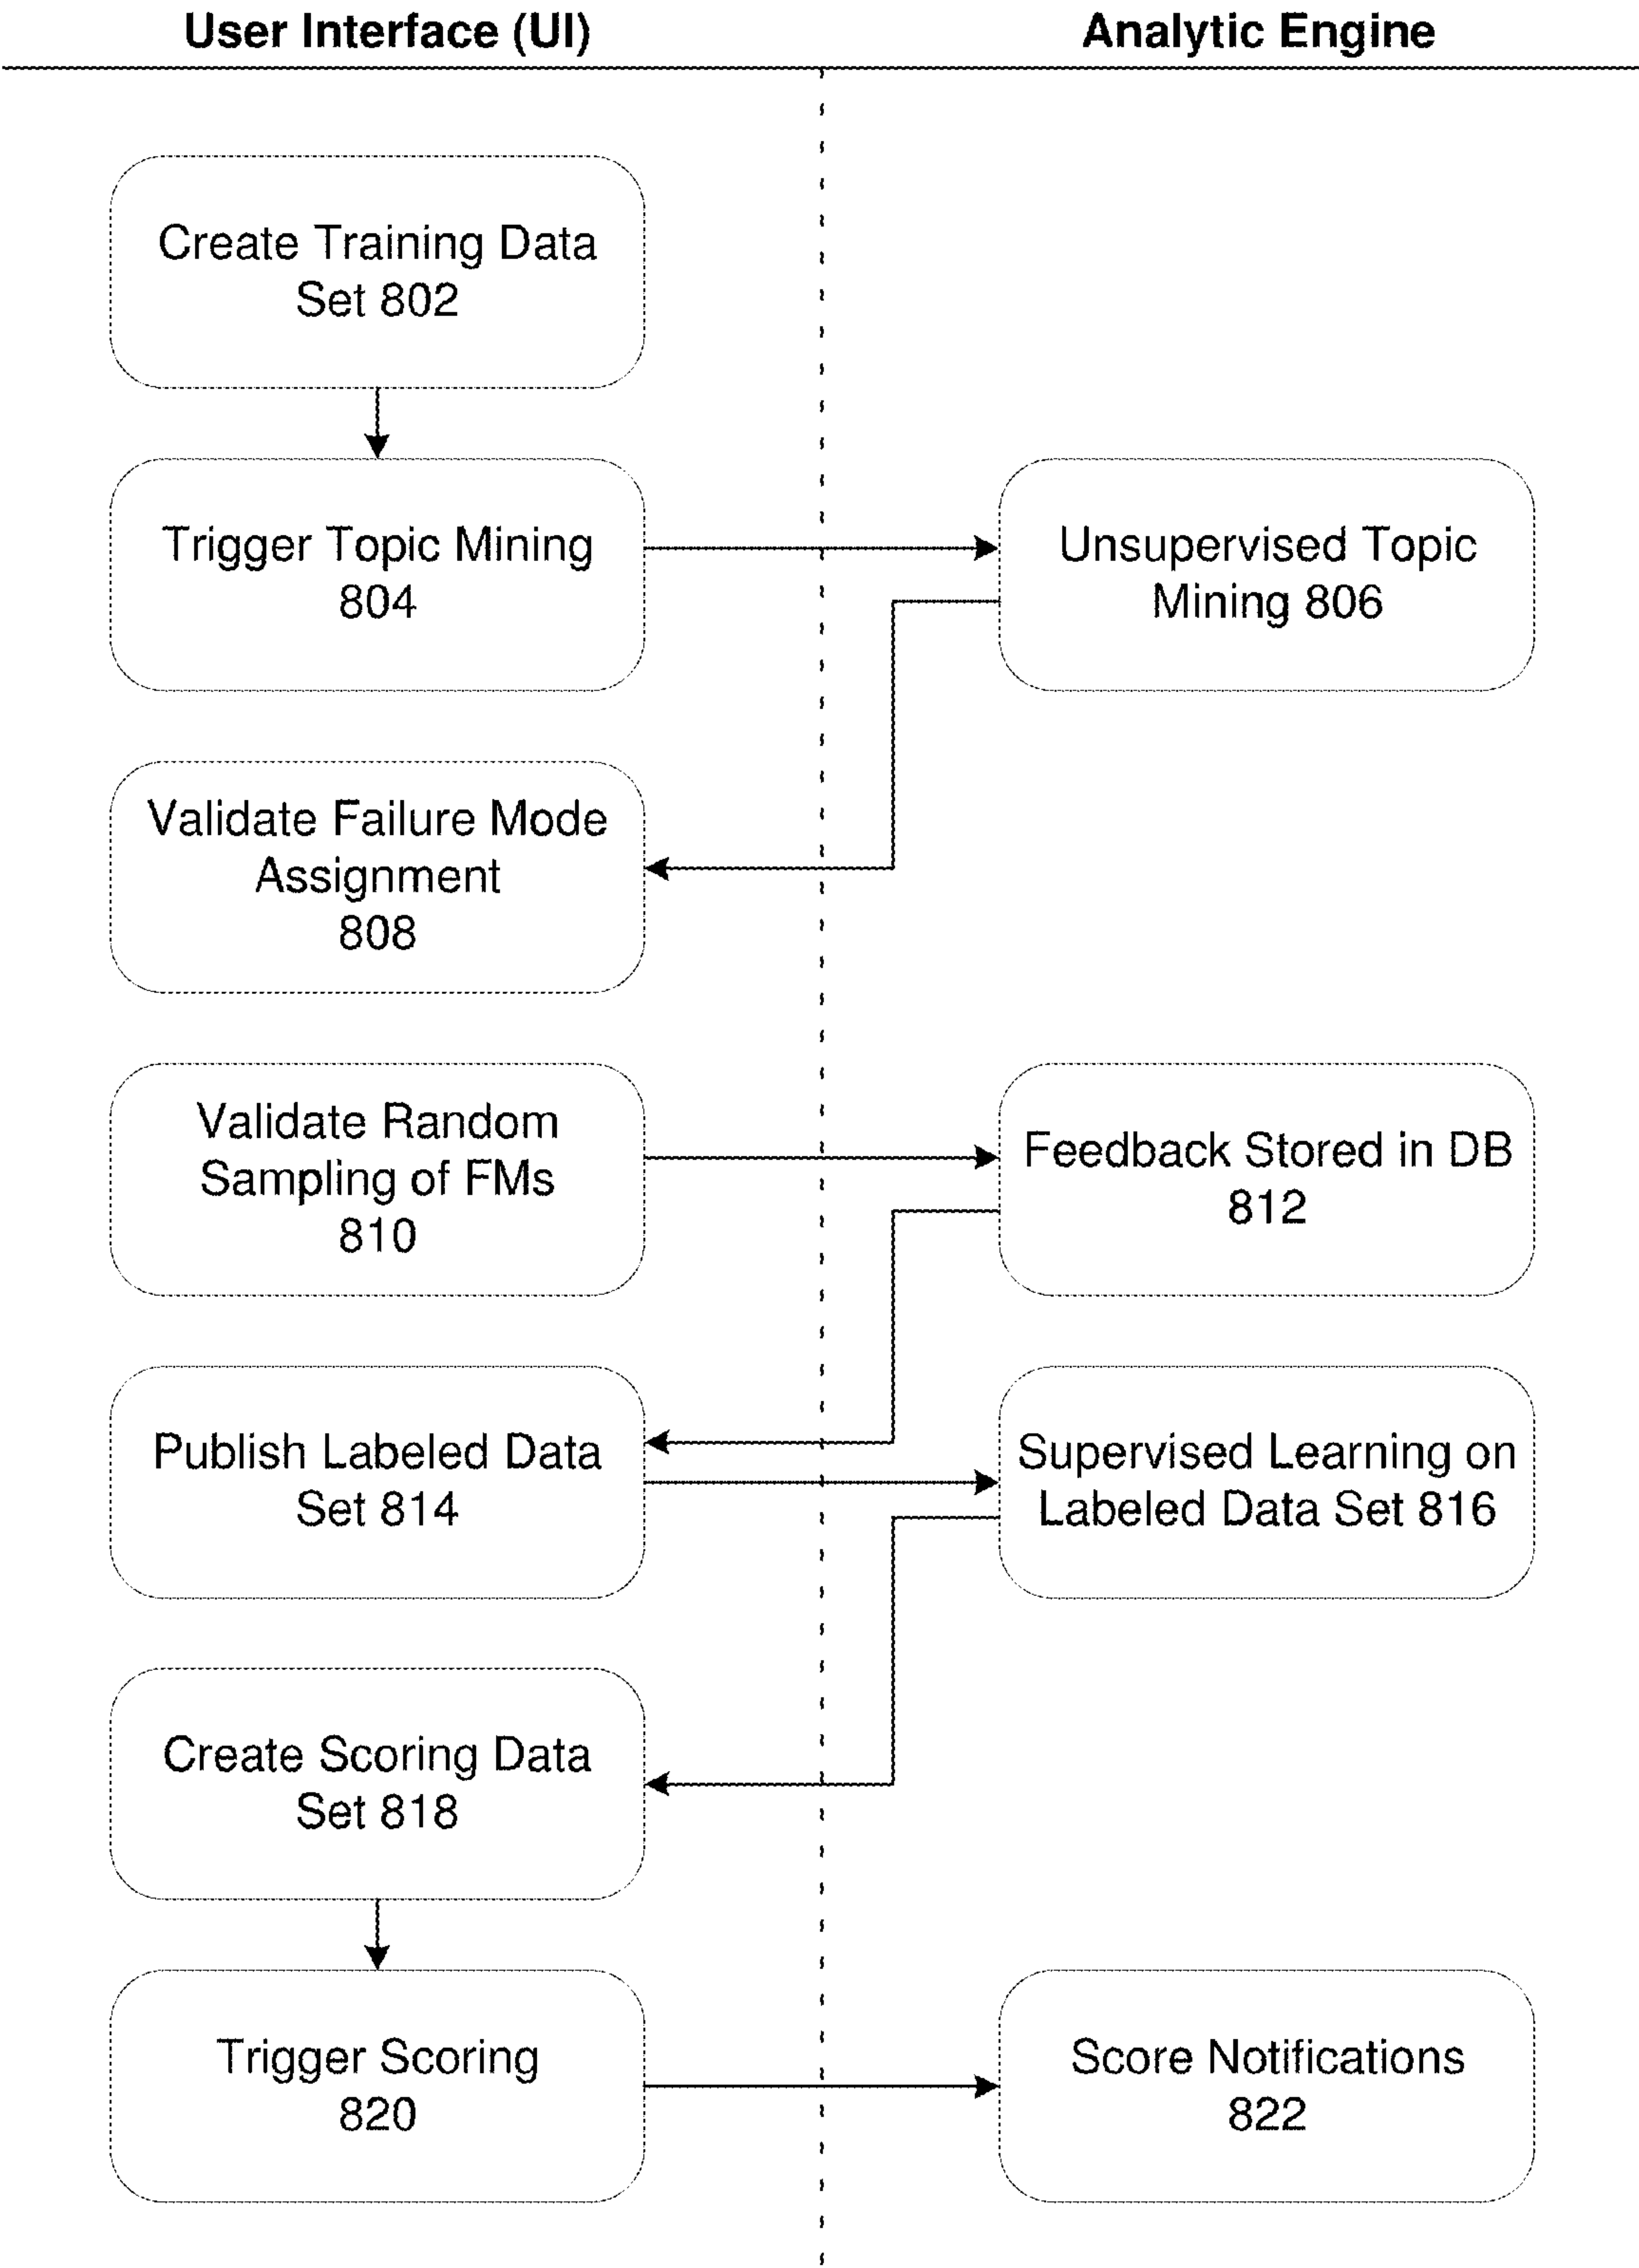 User Interface (UI)
Analytic Engine
Create Training Data
Set 802
Trigger Topic Mining
804
Unsupervised Topic
Mining 806
Validate Failure Mode
Assignment
808
Validate Random
Sampling of FMs
810
Feedback Stored in DB
812
Publish Labeled Data
Set 814
Supervised Learning on
Labeled Data Set 816
Create Scoring Data
Set 818
Trigger Scoring
820
Score Notifications
822